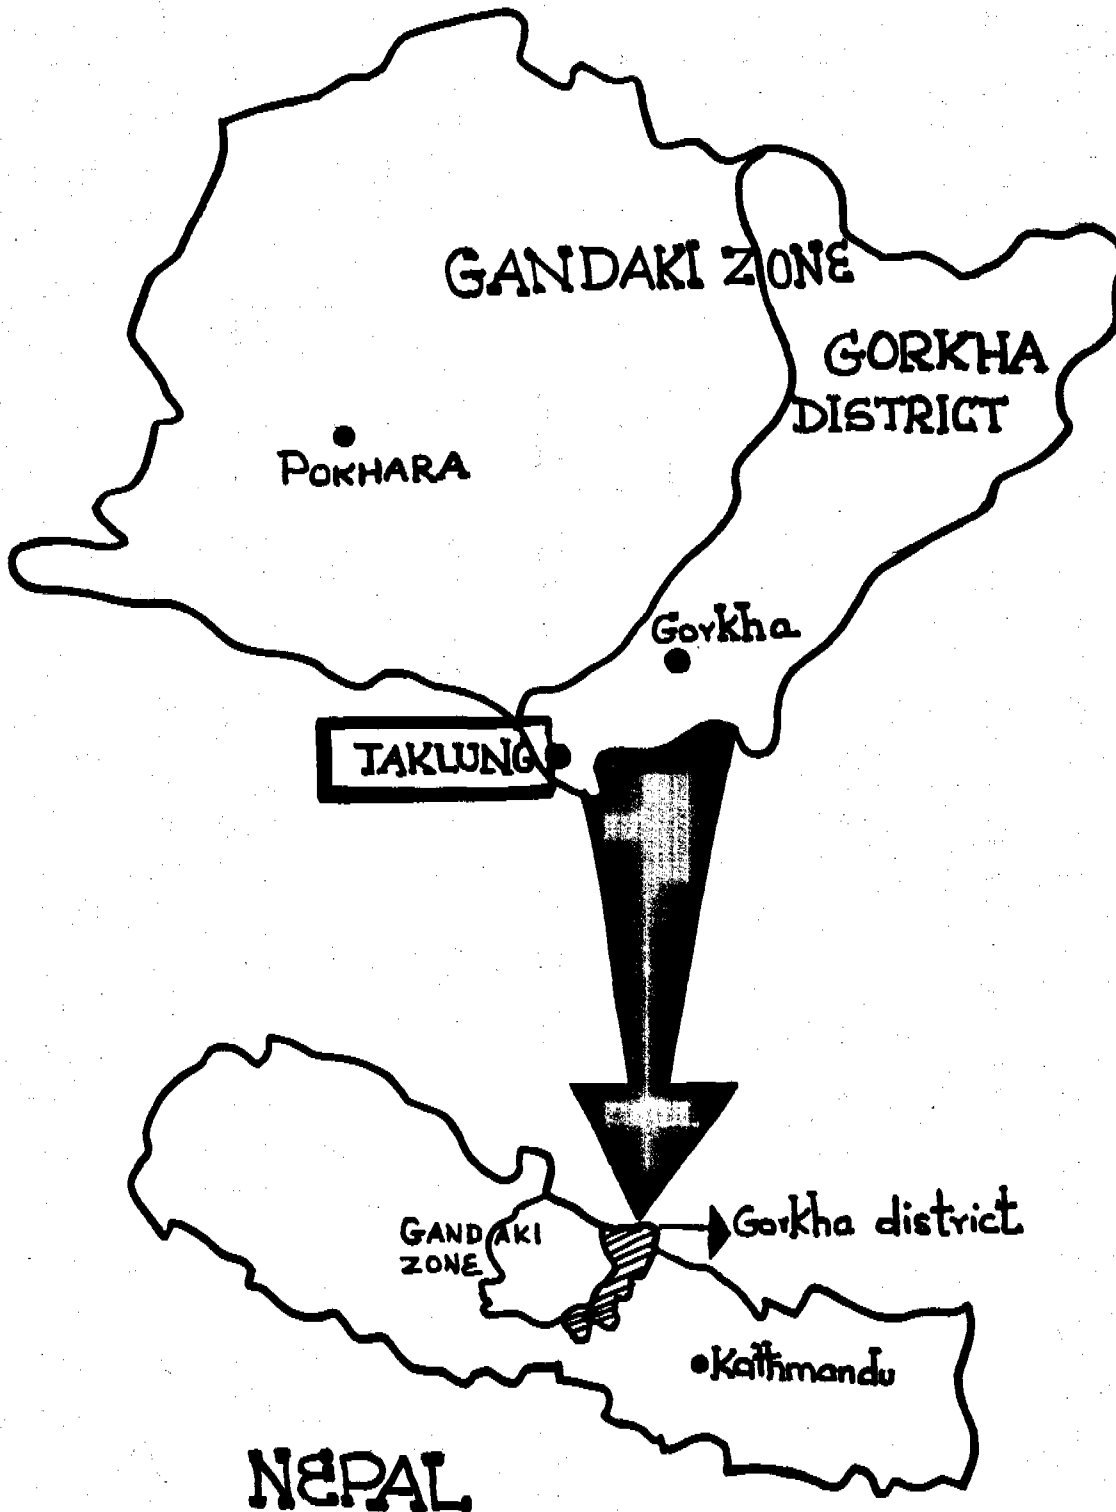 GANDAKI ZONE
GORKHA
DISTRICT
POKHARA
Gorkha
TAKLUNG
Gorkha district
GANDAKI
ZONE
Kathmandu
NEPAL